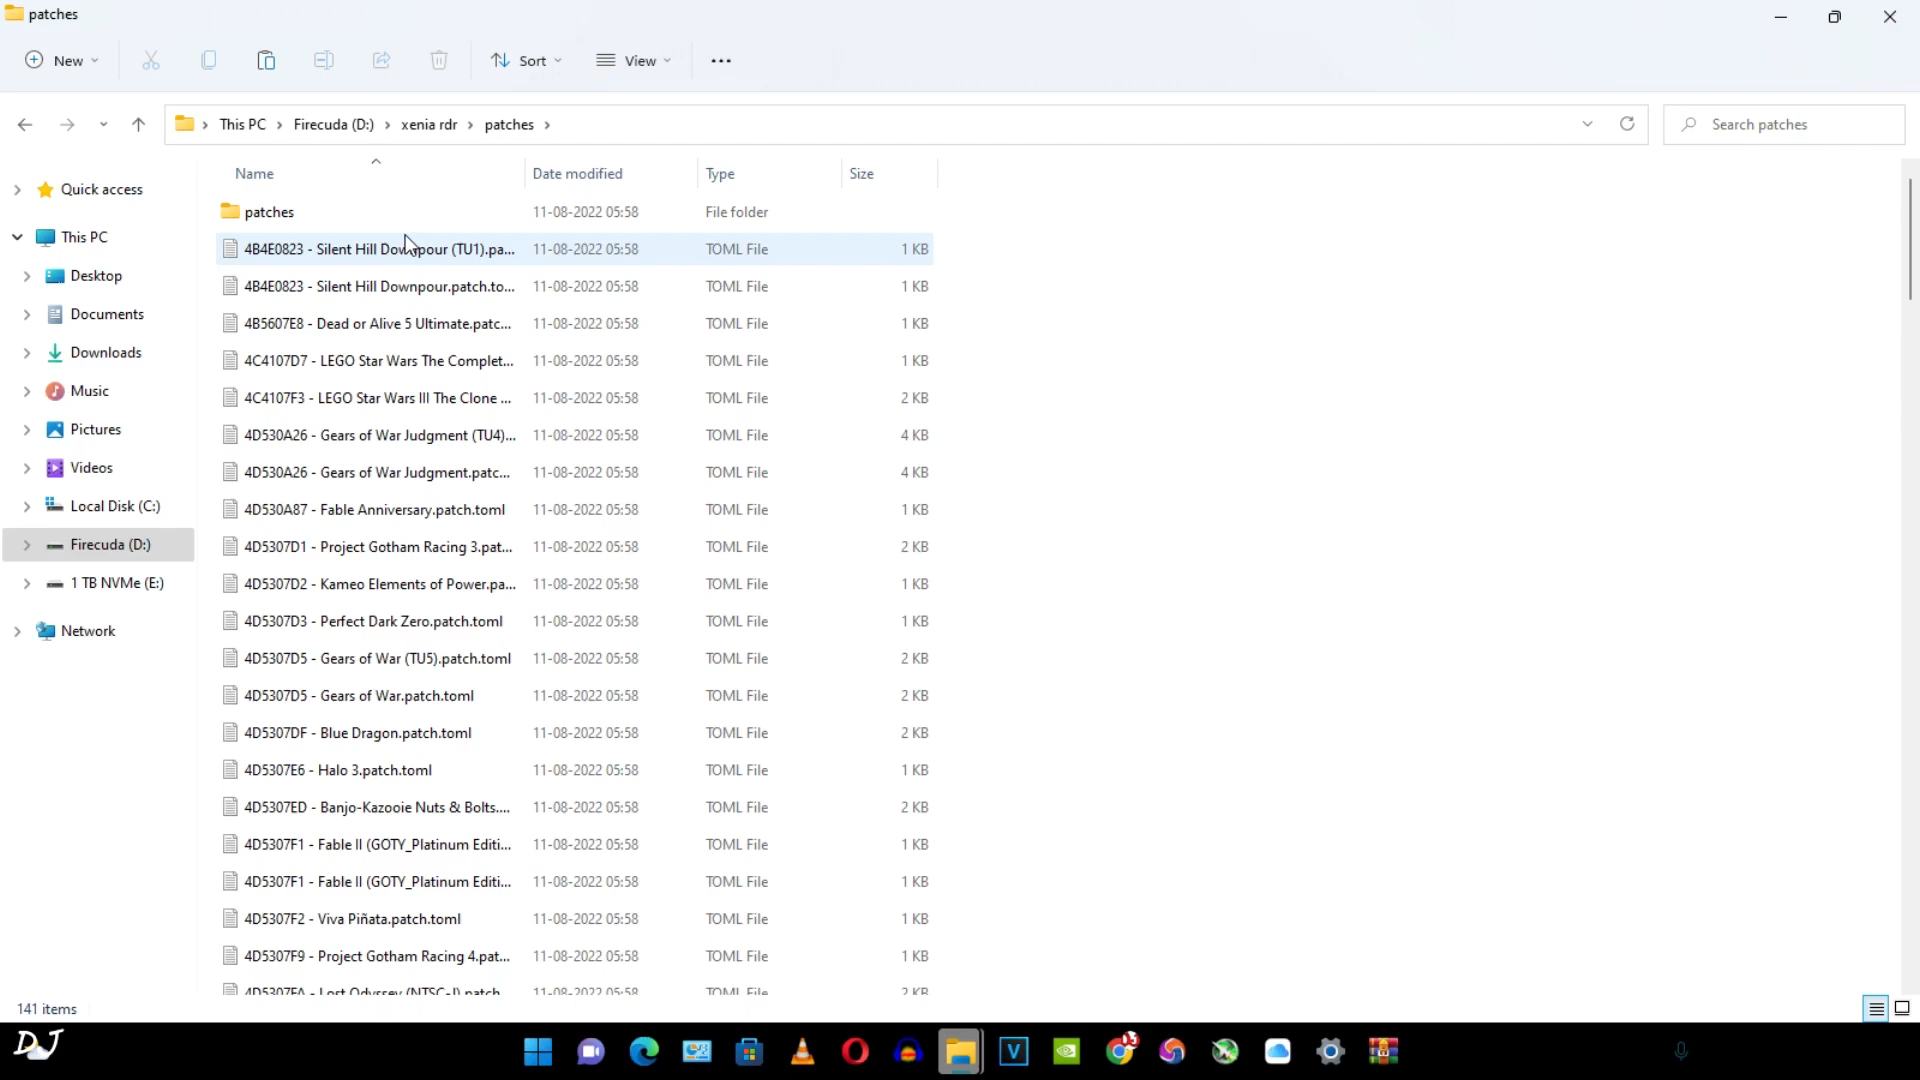 patches
New
Sort
View
This PC
Firecuda (D:)
xenia rdr
patches
Search patches
Name Date modified Type Size
Quick access
This PC
Desktop
Documents
Downloads
Music
Pictures
Videos
Local Disk (C:)
Firecuda (D:)
1 TB NVMe (E:)
Network
patches 11-08-2022 05:58 File folder
4B4E0823 - Silent Hill Downpour (TU1).pa... 11-08-2022 05:58 TOML File 1 KB
4B4E0823 - Silent Hill Downpour.patch.to... 11-08-2022 05:58 TOML File 1 KB
4B5607E8 - Dead or Alive 5 Ultimate.patc... 11-08-2022 05:58 TOML File 1 KB
4C4107D7 - LEGO Star Wars The Complet... 11-08-2022 05:58 TOML File 1 KB
4C4107F3 - LEGO Star Wars III The Clone ... 11-08-2022 05:58 TOML File 2 KB
4D530A26 - Gears of War Judgment (TU4)... 11-08-2022 05:58 TOML File 4 KB
4D530A26 - Gears of War Judgment.patc... 11-08-2022 05:58 TOML File 4 KB
4D530A87 - Fable Anniversary.patch.toml 11-08-2022 05:58 TOML File 1 KB
4D5307D1 - Project Gotham Racing 3.pat... 11-08-2022 05:58 TOML File 2 KB
4D5307D2 - Kameo Elements of Power.pa... 11-08-2022 05:58 TOML File 1 KB
4D5307D3 - Perfect Dark Zero.patch.toml 11-08-2022 05:58 TOML File 1 KB
4D5307D5 - Gears of War (TU5).patch.toml 11-08-2022 05:58 TOML File 2 KB
4D5307D5 - Gears of War.patch.toml 11-08-2022 05:58 TOML File 2 KB
4D5307DF - Blue Dragon.patch.toml 11-08-2022 05:58 TOML File 2 KB
4D5307E6 - Halo 3.patch.toml 11-08-2022 05:58 TOML File 1 KB
4D5307ED - Banjo-Kazooie Nuts & Bolts.... 11-08-2022 05:58 TOML File 2 KB
4D5307F1 - Fable II (GOTY_Platinum Editi... 11-08-2022 05:58 TOML File 1 KB
4D5307F1 - Fable II (GOTY_Platinum Editi... 11-08-2022 05:58 TOML File 1 KB
4D5307F2 - Viva Piñata.patch.toml 11-08-2022 05:58 TOML File 1 KB
4D5307F9 - Project Gotham Racing 4.pat... 11-08-2022 05:58 TOML File 1 KB
4D5307FA - Lost Odyssey (NTSC-J).patch... 11-08-2022 05:58 TOML File 2 KB
141 items
DJ